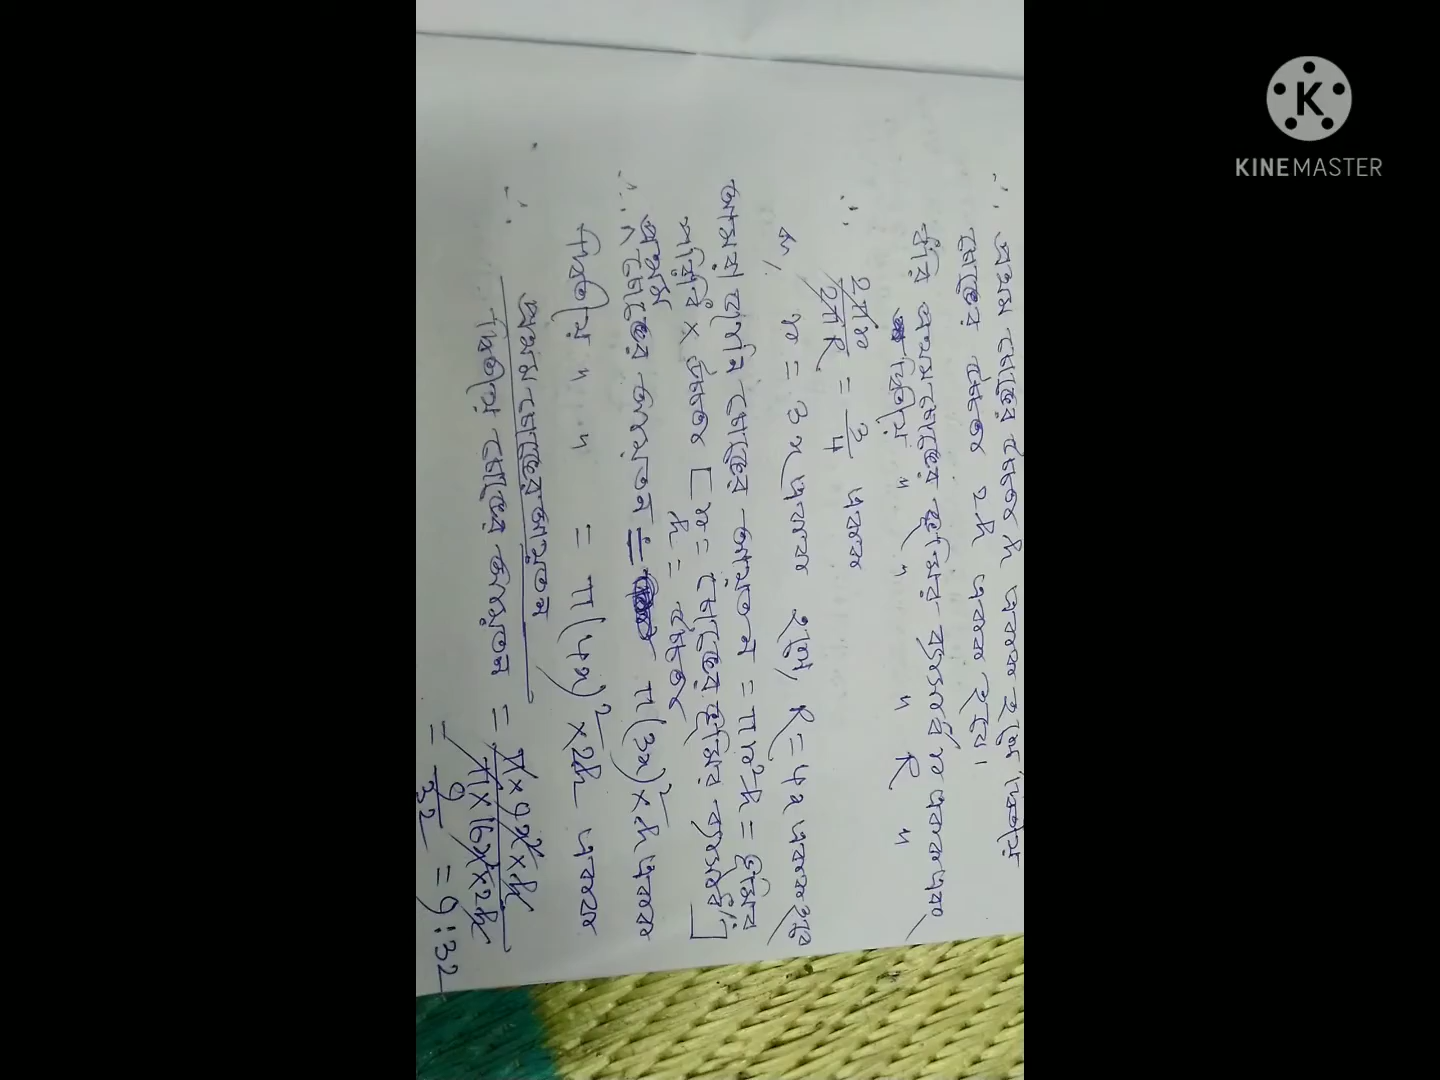 ∴ প্রথম চোঙের উচ্চতা h একক হলে দ্বিতীয়
চোঙের উচ্চতা 2h একক হবে।
ধরি প্রথম চোঙের ভূমির ব্যাসার্ধ r একক এবং
দ্বিতীয় " " " R "
∴ 2πr/2πR = 3/4 একক
বা, r = 3x একক হলে, R = 4x একক হবে
আমরা জানি চোঙের আয়তন = πr²h = ভূমির
পরিধি × উচ্চতা [r = চোঙের ভূমির ব্যাসার্ধ
h = উচ্চতা]
∴ প্রথম চোঙের আয়তন = π(3x)² × h একক
দ্বিতীয় " " = π(4x)² × 2h একক
∴ প্রথম চোঙের আয়তন/দ্বিতীয় চোঙের আয়তন = π × 9x² × h/π × 16x² × 2h
= 9/32 = 9:32
KINEMASTER